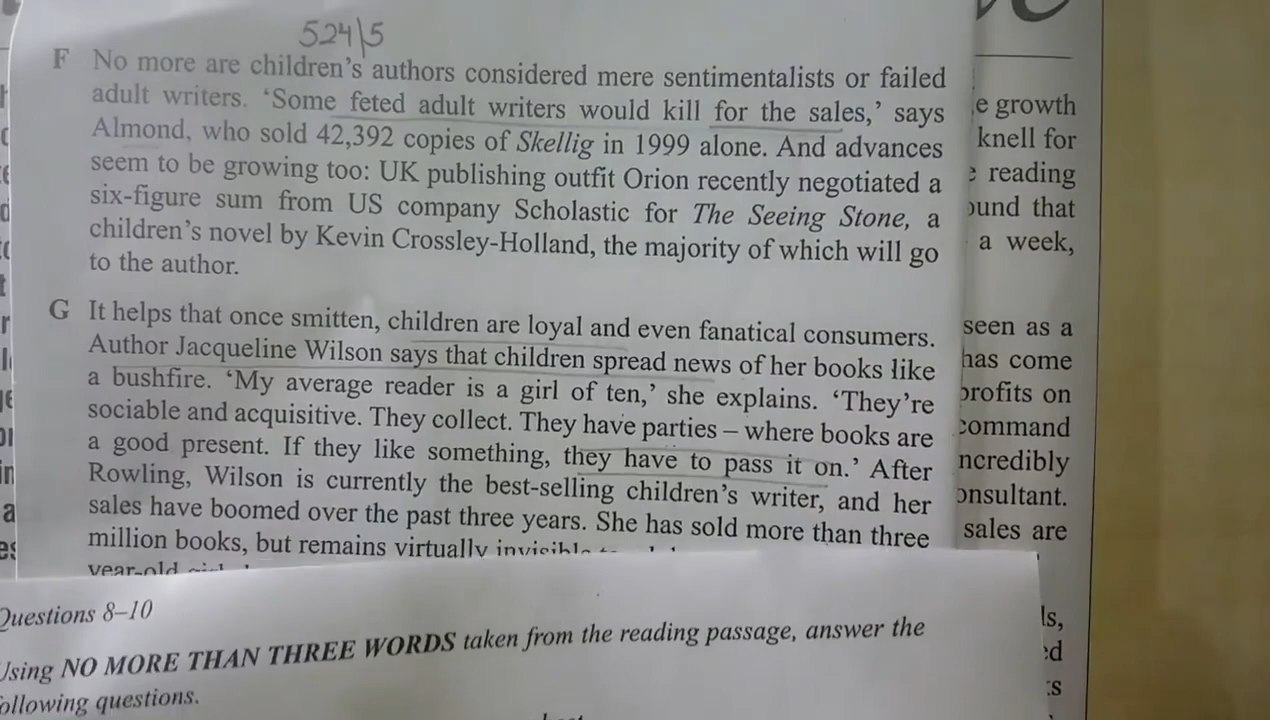 524\5
F No more are children's authors considered mere sentimentalists or failed
adult writers. 'Some feted adult writers would kill for the sales,' says
Almond, who sold 42,392 copies of Skellig in 1999 alone. And advances
seem to be growing too: UK publishing outfit Orion recently negotiated a
six-figure sum from US company Scholastic for The Seeing Stone, a
children's novel by Kevin Crossley-Holland, the majority of which will go
to the author.
G It helps that once smitten, children are loyal and even fanatical consumers.
Author Jacqueline Wilson says that children spread news of her books like
a bushfire. 'My average reader is a girl of ten,' she explains. 'They're
sociable and acquisitive. They collect. They have parties – where books are
a good present. If they like something, they have to pass it on.' After
Rowling, Wilson is currently the best-selling children's writer, and her
sales have boomed over the past three years. She has sold more than three
million books, but remains virtually invisible
year-old
e growth
knell for
reading
ound that
a week,
seen as a
has come
profits on
command
ncredibly
onsultant.
sales are
Questions 8–10
Using NO MORE THAN THREE WORDS taken from the reading passage, answer the
following questions.